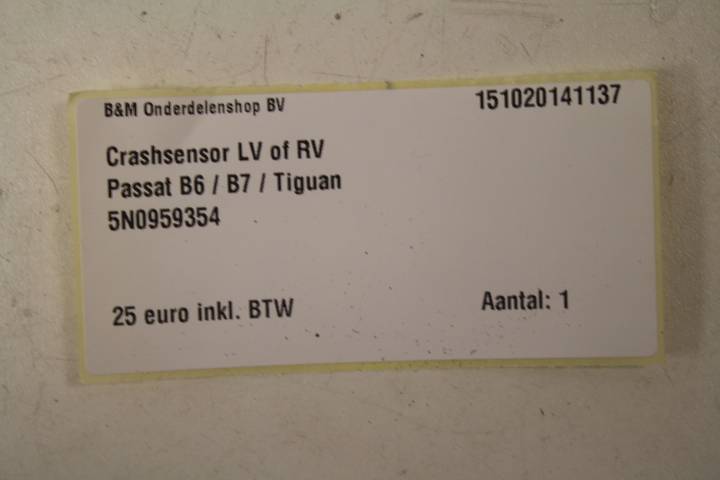 B&M Onderdelenshop BV 151020141137
Crashsensor LV of RV
Passat B6 / B7 / Tiguan
5N0959354
25 euro inkl. BTW Aantal: 1